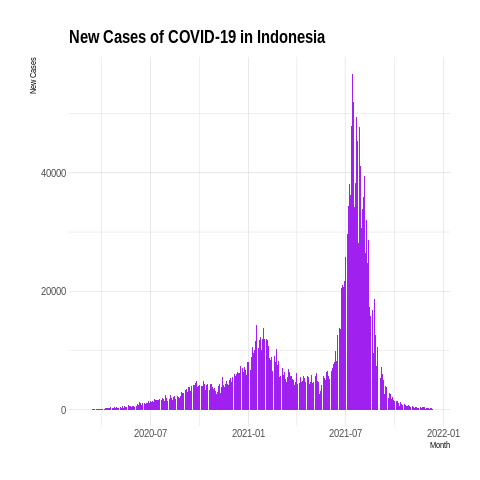 New Cases of COVID-19 in Indonesia
New Cases
40000
20000
0
2020-07 2021-01 2021-07 2022-01
Month